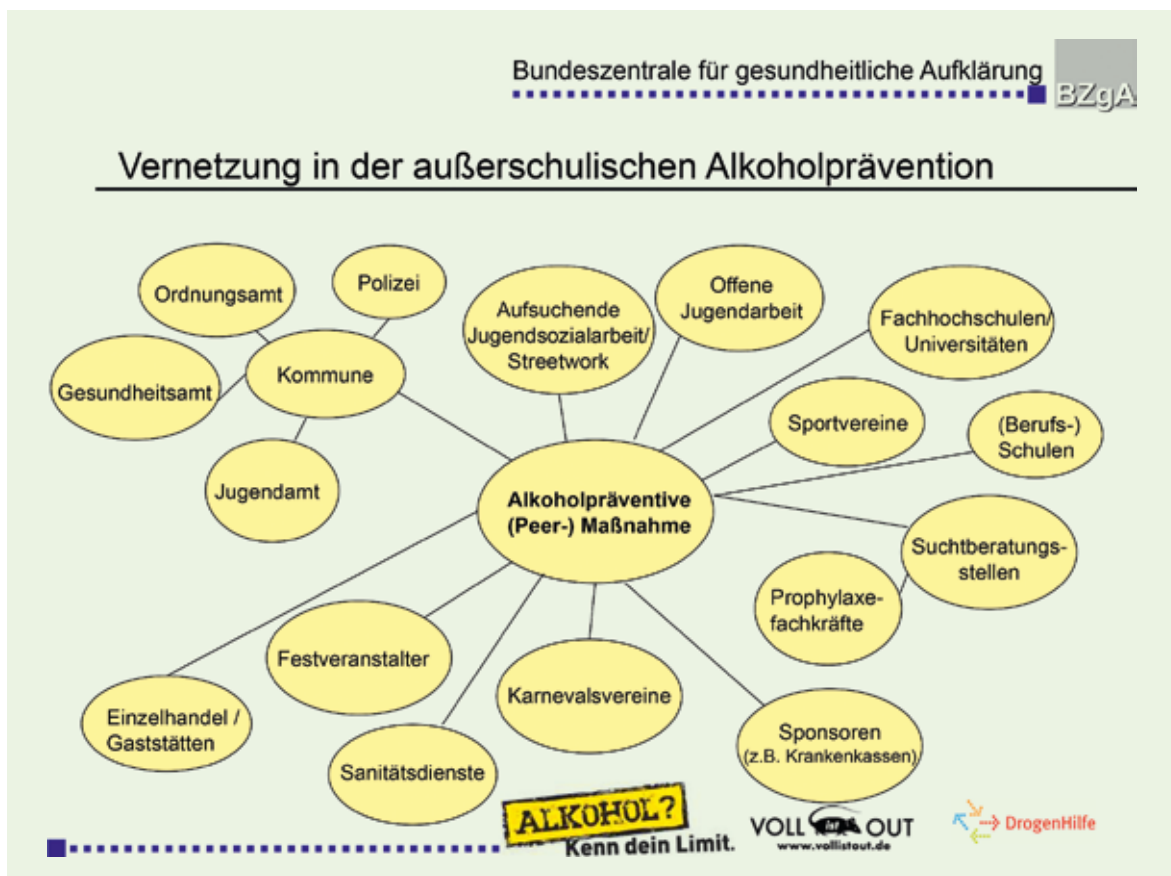 Bundeszentrale für gesundheitliche Aufklärung
BZgA
Vernetzung in der außerschulischen Alkoholprävention
Ordnungsamt
Polizei
Gesundheitsamt
Kommune
Jugendamt
Aufsuchende
Jugendsozialarbeit/
Streetwork
Offene
Jugendarbeit
Fachhochschulen/
Universitäten
Sportvereine
(Berufs-)
Schulen
Alkoholpräventive
(Peer-) Maßnahme
Suchtberatungs-
stellen
Prophylaxe-
fachkräfte
Festveranstalter
Einzelhandel /
Gaststätten
Sanitätsdienste
Karnevalsvereine
Sponsoren
(z.B. Krankenkassen)
ALKOHOL?
Kenn dein Limit.
VOLL IST OUT
www.vollistout.de
DrogenHilfe